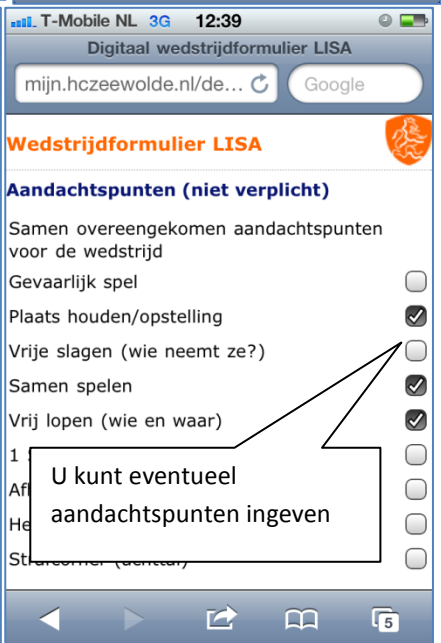 T-Mobile NL 3G 12:39
Digitaal wedstrijdformulier LISA
mijn.hczeewolde.nl/de... Google
Wedstrijdformulier LISA
Aandachtspunten (niet verplicht)
Samen overeengekomen aandachtspunten
voor de wedstrijd
Gevaarlijk spel
Plaats houden/opstelling
Vrije slagen (wie neemt ze?)
Samen spelen
Vrij lopen (wie en waar)
1
U kunt eventueel
aandachtspunten ingeven
5